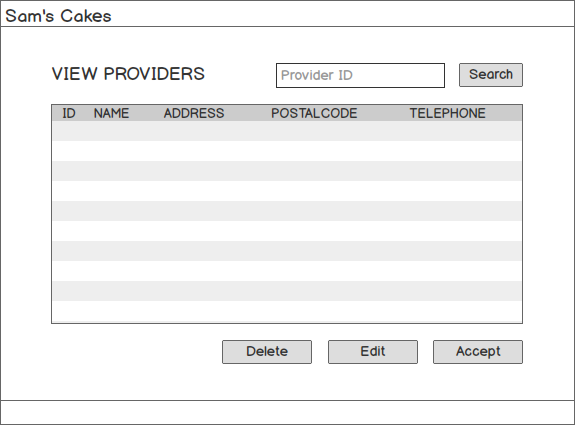 Sam's Cakes
VIEW PROVIDERS
Provider ID
Search
ID NAME ADDRESS POSTALCODE TELEPHONE
Delete Edit Accept